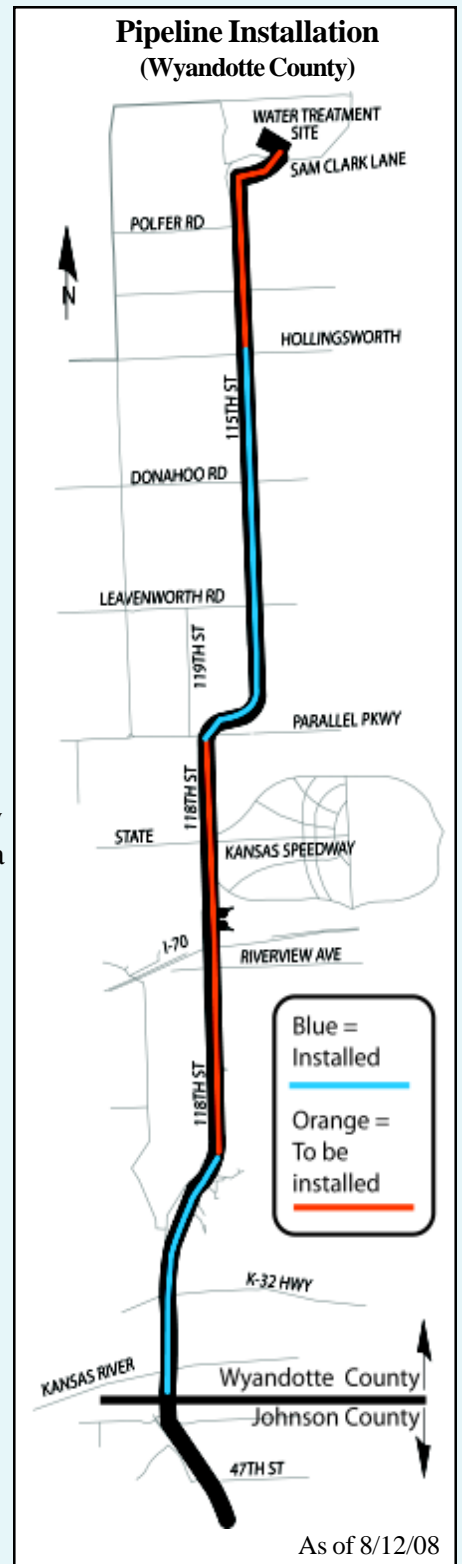 Pipeline Installation
(Wyandotte County)
WATER TREATMENT
SITE
SAM CLARK LANE
POLFER RD
N
HOLLINGSWORTH
115TH ST
DONAHOO RD
LEAVENWORTH RD
119TH ST
PARALLEL PKWY
118TH ST
STATE
KANSAS SPEEDWAY
I-70
RIVERVIEW AVE
Blue =
Installed
118TH ST
Orange =
To be
installed
K-32 HWY
KANSAS RIVER
Wyandotte County
Johnson County
47TH ST
As of 8/12/08